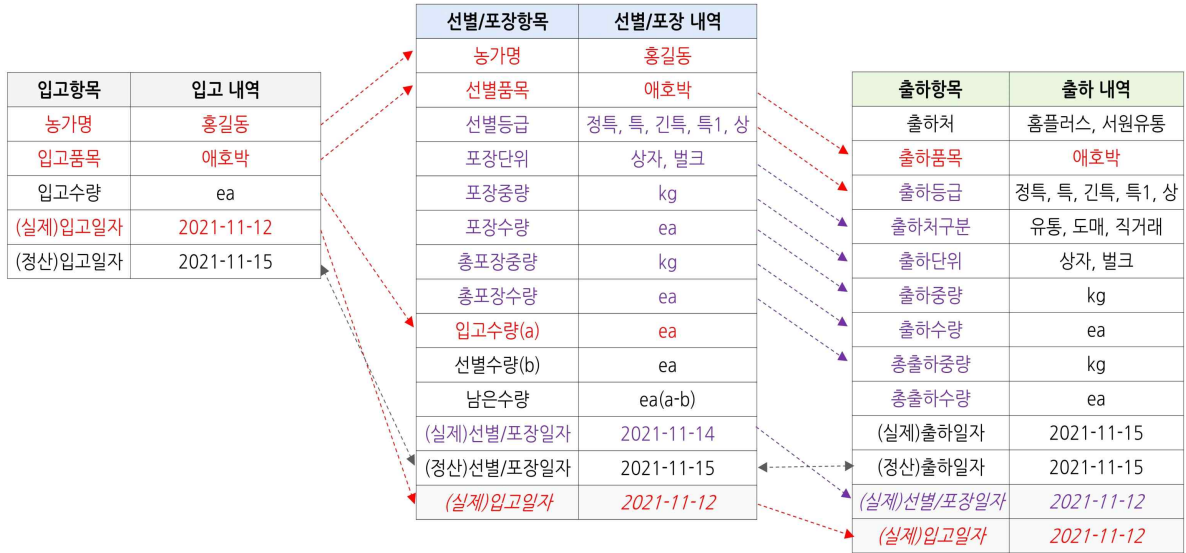 입고항목 입고 내역
농가명 홍길동
입고품목 애호박
입고수량 ea
(실제)입고일자 2021-11-12
(정산)입고일자 2021-11-15
선별/포장항목 선별/포장 내역
농가명 홍길동
선별품목 애호박
선별등급 정특, 특, 긴특, 특1, 상
포장단위 상자, 벌크
포장중량 kg
포장수량 ea
총포장중량 kg
총포장수량 ea
입고수량(a) ea
선별수량(b) ea
남은수량 ea(a-b)
(실제)선별/포장일자 2021-11-14
(정산)선별/포장일자 2021-11-15
(실제)입고일자 2021-11-12
출하항목 출하 내역
출하처 홈플러스, 서원유통
출하품목 애호박
출하등급 정특, 특, 긴특, 특1, 상
출하처구분 유통, 도매, 직거래
출하단위 상자, 벌크
출하중량 kg
출하수량 ea
총출하중량 kg
총출하수량 ea
(실제)출하일자 2021-11-15
(정산)출하일자 2021-11-15
(실제)선별/포장일자 2021-11-12
(실제)입고일자 2021-11-12